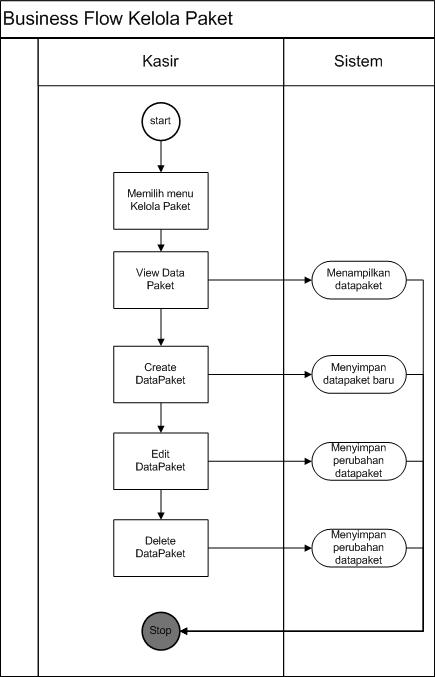 Business Flow Kelola Paket
Kasir
Sistem
start
Memilih menu
Kelola Paket
View Data
Paket
Menampilkan
datapaket
Create
DataPaket
Menyimpan
datapaket baru
Edit
DataPaket
Menyimpan
perubahan
datapaket
Delete
DataPaket
Menyimpan
perubahan
datapaket
Stop